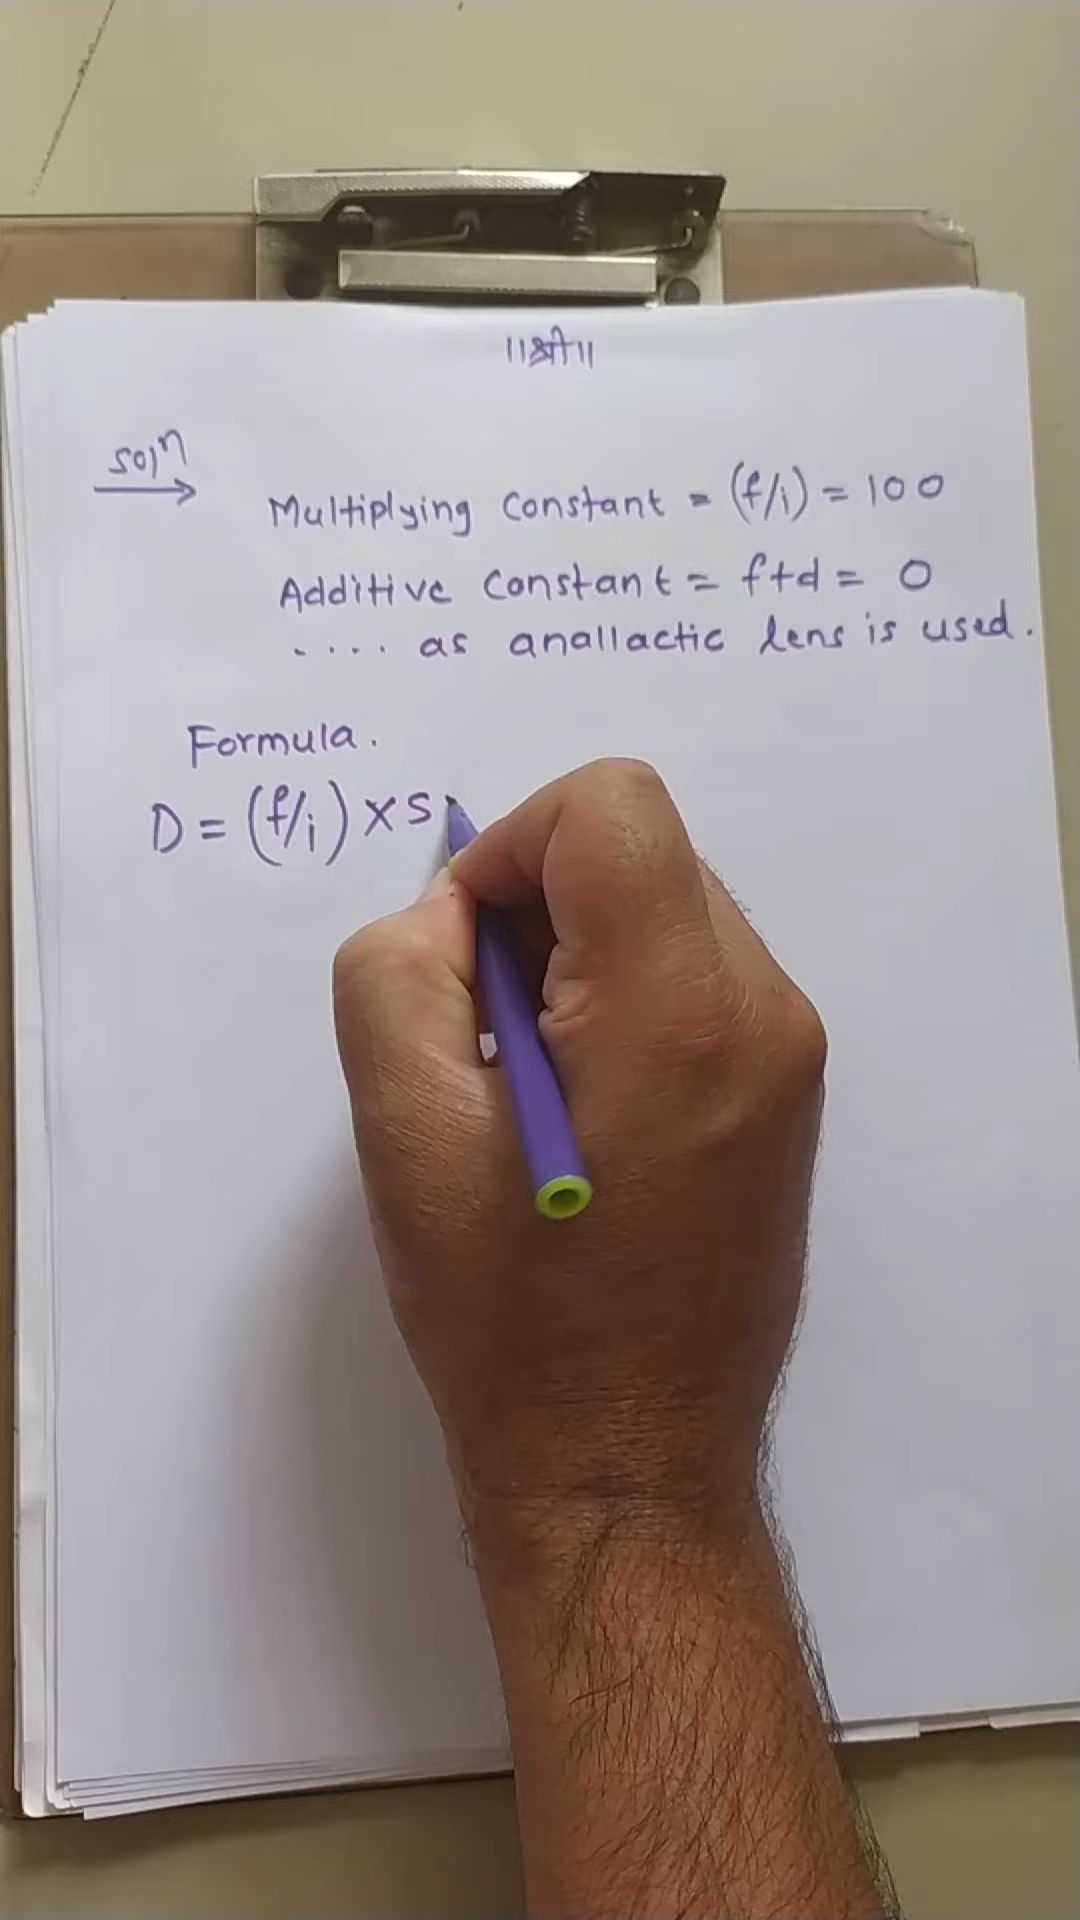 ॥श्री॥
Soln
Multiplying Constant = (f/i) = 100
Additive Constant = f+d = 0
.... as anallactic lens is used.
Formula.
D = (f/i) × S